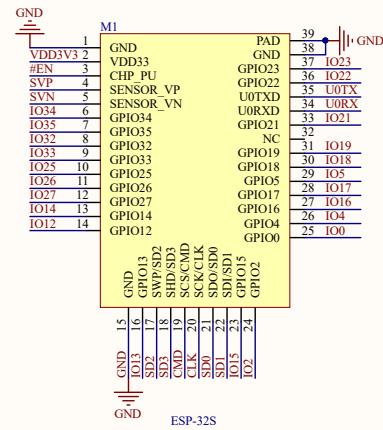 GND
M1
1 GND
VDD3V3 2 VDD33
#EN 3 CHP_PU
SVP 4 SENSOR_VP
SVN 5 SENSOR_VN
IO34 6 GPIO34
IO35 7 GPIO35
IO32 8 GPIO32
IO33 9 GPIO33
IO25 10 GPIO25
IO26 11 GPIO26
IO27 12 GPIO27
IO14 13 GPIO14
IO12 14 GPIO12
PAD 39
GND 38 GND
GPIO23 37 IO23
GPIO22 36 IO22
U0TXD 35 U0TX
U0RXD 34 U0RX
GPIO21 33 IO21
NC 32
GPIO19 31 IO19
GPIO18 30 IO18
GPIO5 29 IO5
GPIO17 28 IO17
GPIO16 27 IO16
GPIO4 26 IO4
GPIO0 25 IO0
GND 15 GND
GPIO13 16 IO13
SWP/SD2 17 SD2
SHD/SD3 18 SD3
SCS/CMD 19 CMD
SCK/CLK 20 CLK
SDO/SD0 21 SD0
SDI/SD1 22 SD1
GPIO15 23 IO15
GPIO2 24 IO2
GND
ESP-32S